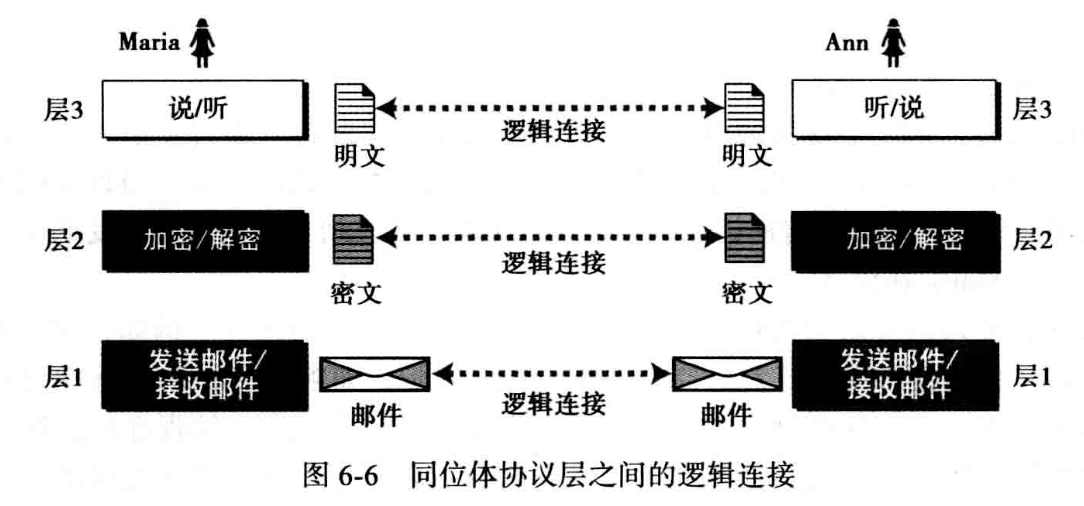 Maria
Ann
层3
说/听
明文
逻辑连接
明文
听/说
层3
层2
加密/解密
密文
逻辑连接
密文
加密/解密
层2
层1
发送邮件/
接收邮件
邮件
逻辑连接
邮件
发送邮件/
接收邮件
层1
图 6-6 同位体协议层之间的逻辑连接